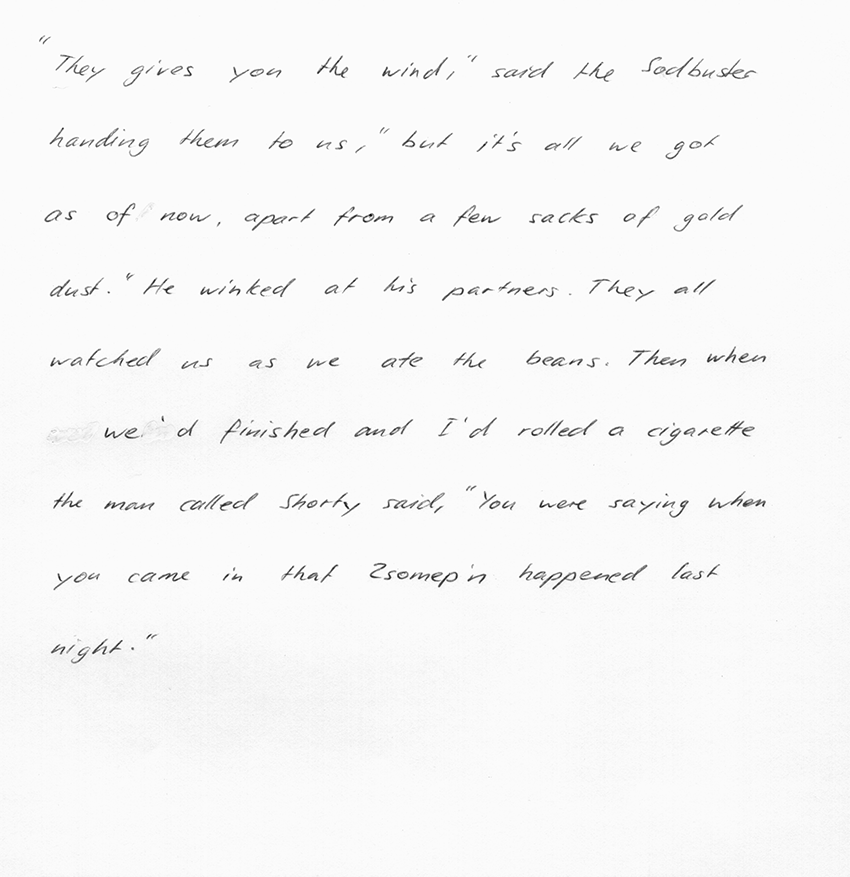 "They gives you the wind," said the Sodbuster
handing them to us," but it's all we got
as of now, apart from a few sacks of gold
dust." He winked at his partners. They all
watched us as we ate the beans. Then when
we'd finished and I'd rolled a cigarette
the man called Shorty said, "You were saying when
you came in that 2somep'n happened last
night."